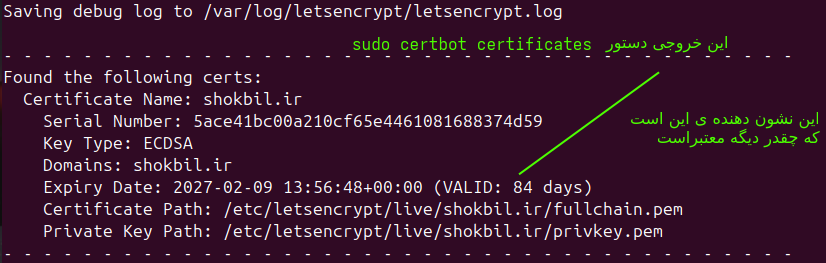 Saving debug log to /var/log/letsencrypt/letsencrypt.log
این خروجی دستور sudo certbot certificates
- - - - - - - - - - - - - - - - - - - - - - - - - - - - - - - - - - - - - - - -
Found the following certs:
Certificate Name: shokbil.ir
Serial Number: 5ace41bc00a210cf65e4461081688374d59
Key Type: ECDSA
Domains: shokbil.ir
Expiry Date: 2027-02-09 13:56:48+00:00 (VALID: 84 days)
Certificate Path: /etc/letsencrypt/live/shokbil.ir/fullchain.pem
Private Key Path: /etc/letsencrypt/live/shokbil.ir/privkey.pem
- - - - - - - - - - - - - - - - - - - - - - - - - - - - - - - - - - - - - - - -
این نشون دهنده ی این است
که چقدر دیگه معتبراست